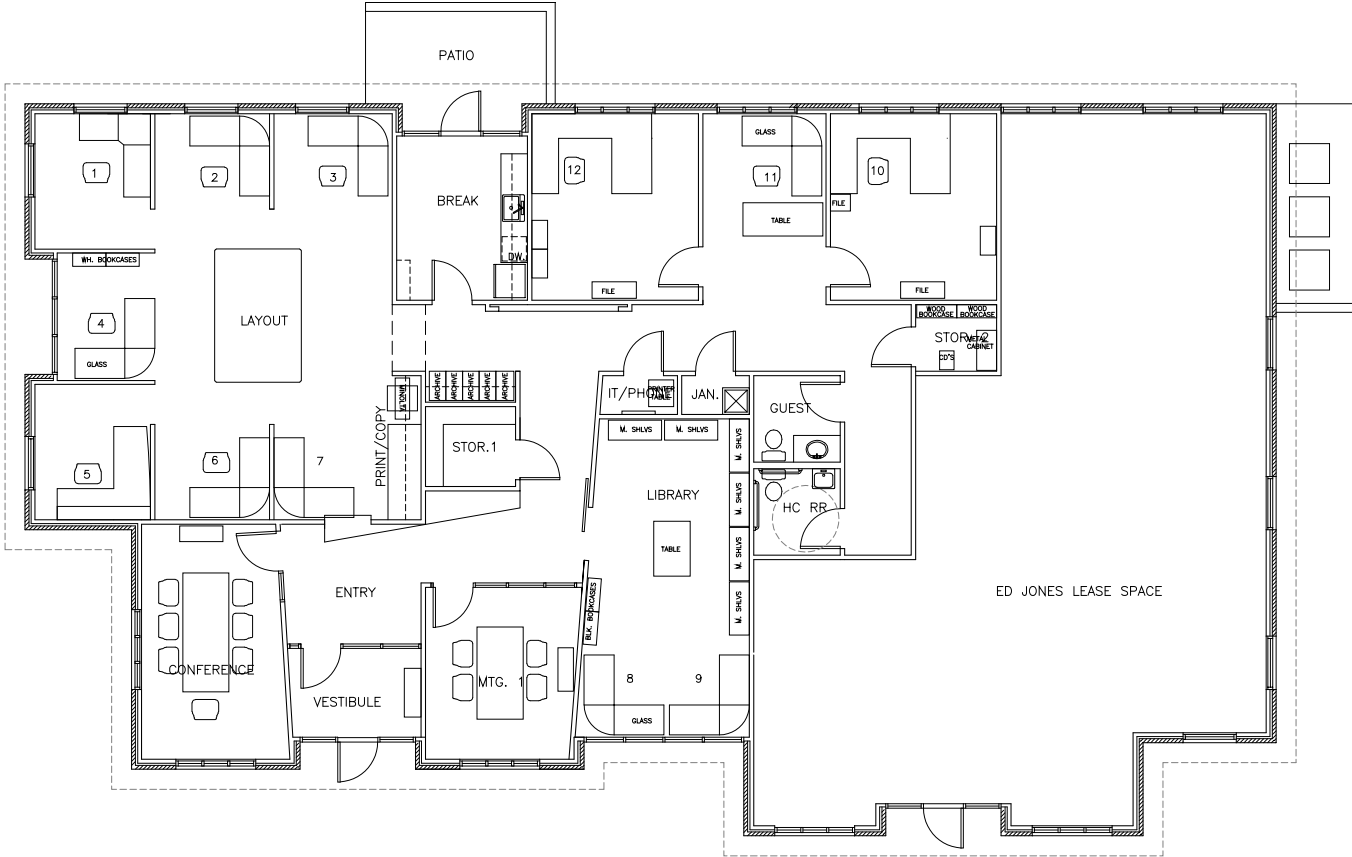 PATIO
GLASS
1
2
3
12
11
10
BREAK
FILE
TABLE
DW.
WH. BOOKCASES
FILE
FILE
4
LAYOUT
WOOD
BOOKCASE
WOOD
BOOKCASE
STOR. 2
METAL
CABINET
CD'S
GLASS
ARCHIVE
ARCHIVE
ARCHIVE
ARCHIVE
ARCHIVE
MINOLTA
IT/PHONE
PRINTER
TABLE
JAN.
GUEST
M. SHLVS
M. SHLVS
M. SHLVS
PRINT/COPY
STOR.1
5
6
7
LIBRARY
M. SHLVS
HC RR
TABLE
M. SHLVS
ENTRY
ED JONES LEASE SPACE
BLK. BOOKCASES
M. SHLVS
CONFERENCE
MTG. 1
8
9
VESTIBULE
GLASS